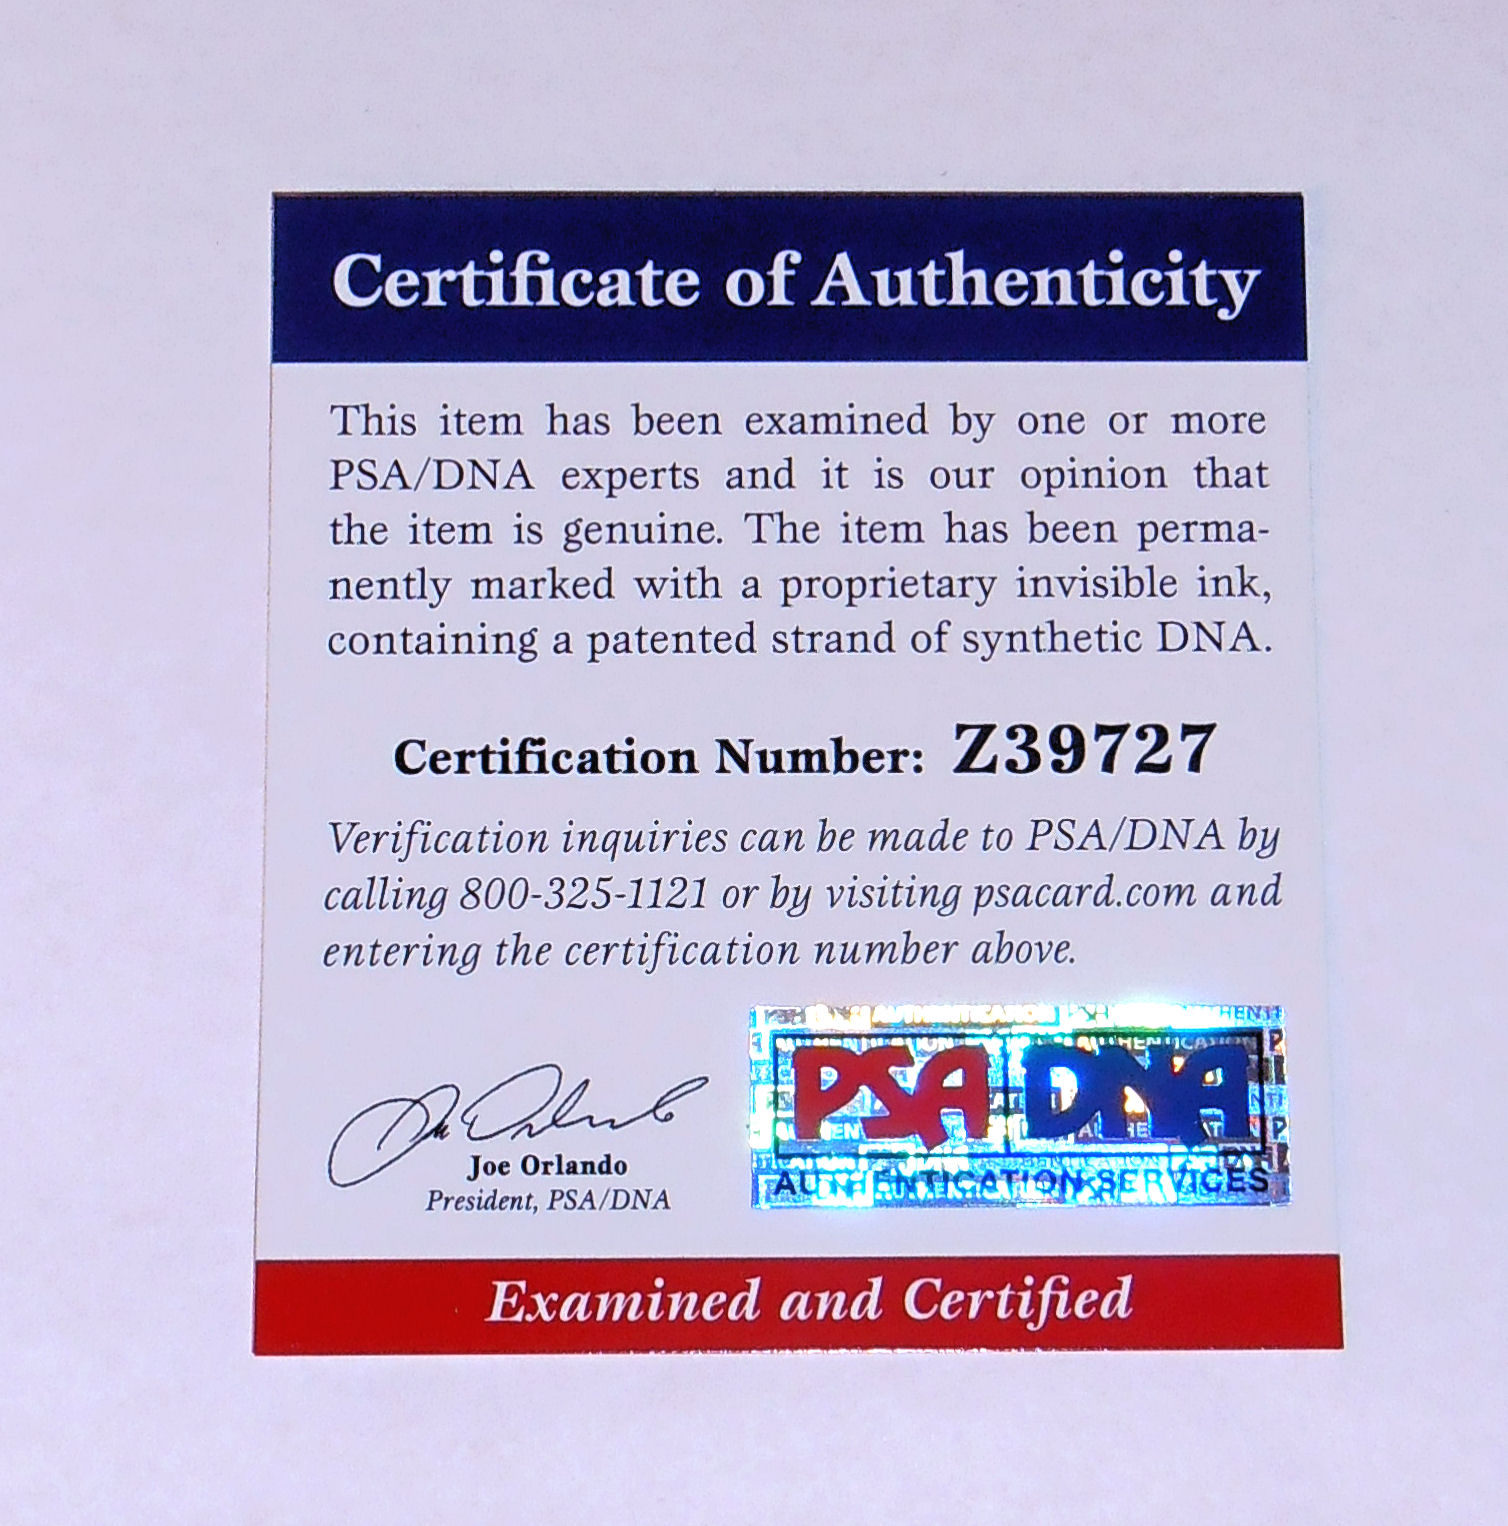 Certificate of Authenticity
This item has been examined by one or more
PSA/DNA experts and it is our opinion that
the item is genuine. The item has been perma-
nently marked with a proprietary invisible ink,
containing a patented strand of synthetic DNA.
Certification Number: Z39727
Verification inquiries can be made to PSA/DNA by
calling 800-325-1121 or by visiting psacard.com and
entering the certification number above.
Joe Orlando
President, PSA/DNA
PSA DNA
AUTHENTICATION SERVICES
Examined and Certified